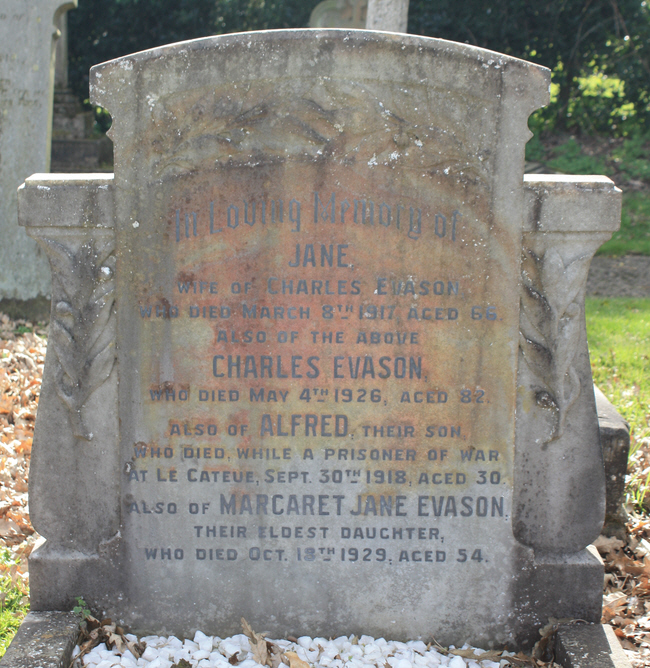 In Loving Memory of
JANE,
WIFE OF CHARLES EVASON,
WHO DIED MARCH 8TH 1917, AGED 66.
ALSO OF THE ABOVE
CHARLES EVASON,
WHO DIED MAY 4TH 1926, AGED 82.
ALSO OF ALFRED, THEIR SON,
WHO DIED, WHILE A PRISONER OF WAR
AT LE CATEUE, SEPT. 30TH 1918, AGED 30.
ALSO OF MARGARET JANE EVASON,
THEIR ELDEST DAUGHTER,
WHO DIED OCT. 18TH 1929, AGED 54.